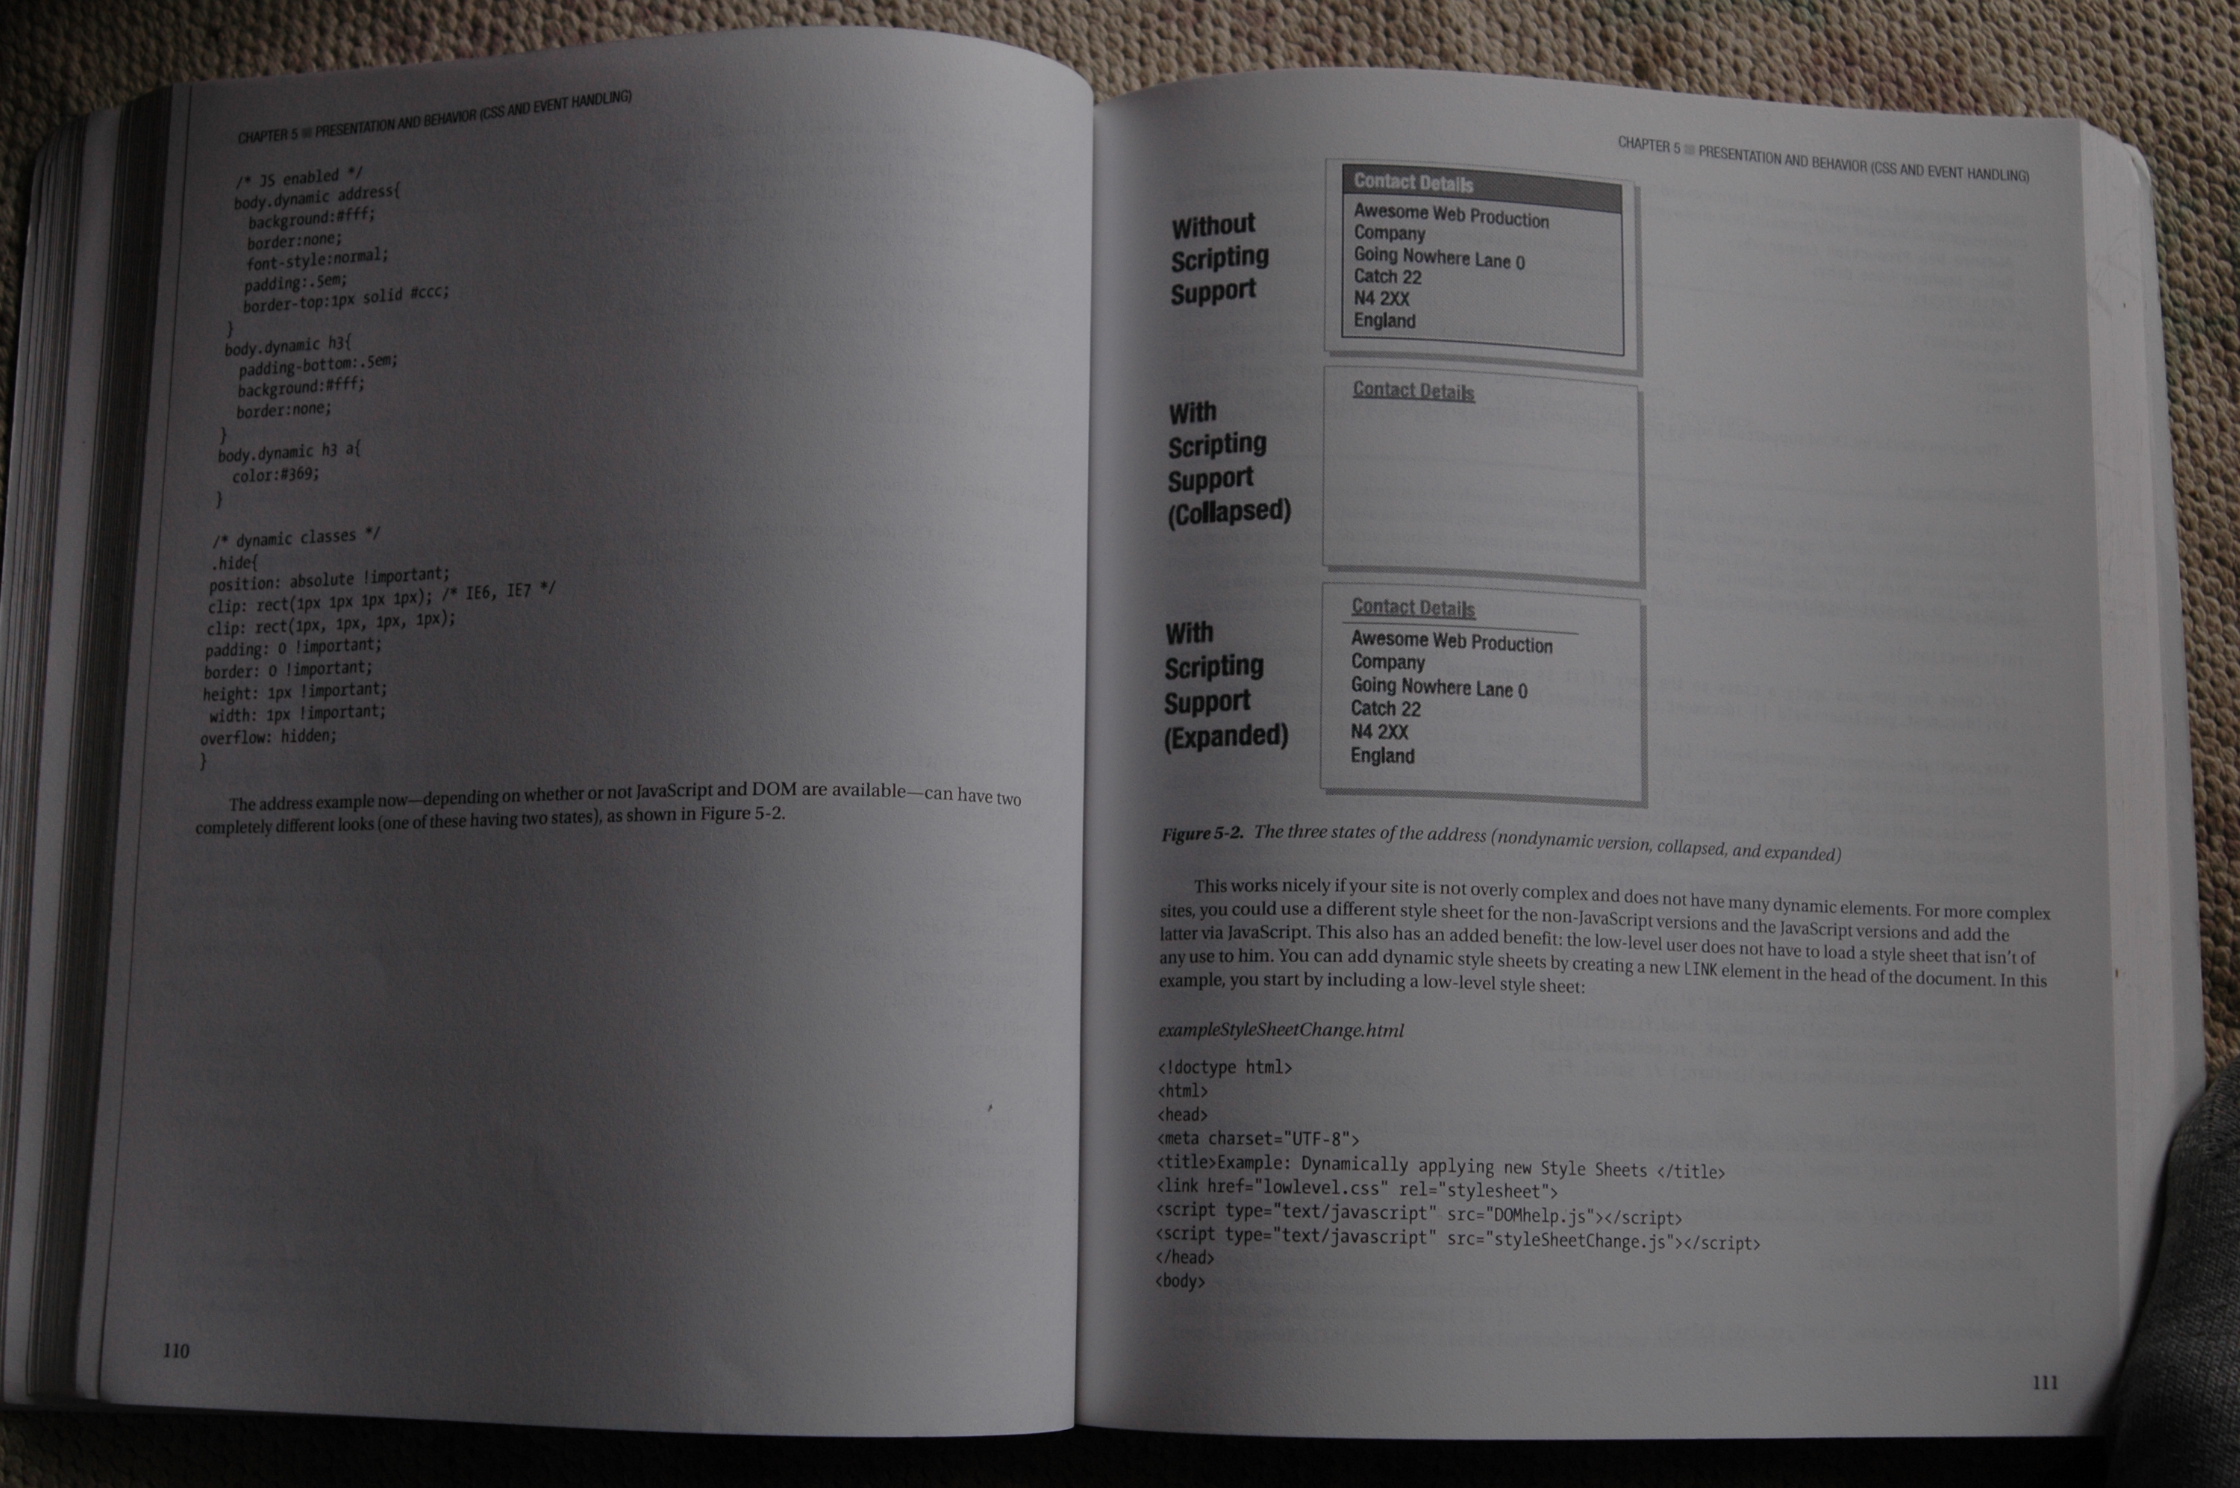 CHAPTER 5 ■ PRESENTATION AND BEHAVIOR (CSS AND EVENT HANDLING)
/* JS enabled */
body.dynamic address{
background:#fff;
border:none;
font-style:normal;
padding:.5em;
border-top:1px solid #ccc;
}
body.dynamic h3{
padding-bottom:.5em;
background:#fff;
border:none;
}
body.dynamic h3 a{
color:#369;
}
/* dynamic classes */
.hide{
position: absolute !important;
clip: rect(1px 1px 1px 1px); /* IE6, IE7 */
clip: rect(1px, 1px, 1px, 1px);
padding: 0 !important;
border: 0 !important;
height: 1px !important;
width: 1px !important;
overflow: hidden;
}
The address example now—depending on whether or not JavaScript and DOM are available—can have two
completely different looks (one of these having two states), as shown in Figure 5-2.
110
CHAPTER 5 ■ PRESENTATION AND BEHAVIOR (CSS AND EVENT HANDLING)
Without
Scripting
Support
Contact Details
Awesome Web Production
Company
Going Nowhere Lane 0
Catch 22
N4 2XX
England
With
Scripting
Support
(Collapsed)
Contact Details
With
Scripting
Support
(Expanded)
Contact Details
Awesome Web Production
Company
Going Nowhere Lane 0
Catch 22
N4 2XX
England
Figure 5-2. The three states of the address (nondynamic version, collapsed, and expanded)
This works nicely if your site is not overly complex and does not have many dynamic elements. For more complex
sites, you could use a different style sheet for the non-JavaScript versions and the JavaScript versions and add the
latter via JavaScript. This also has an added benefit: the low-level user does not have to load a style sheet that isn't of
any use to him. You can add dynamic style sheets by creating a new LINK element in the head of the document. In this
example, you start by including a low-level style sheet:
exampleStyleSheetChange.html
<!doctype html>
<html>
<head>
<meta charset="UTF-8">
<title>Example: Dynamically applying new Style Sheets </title>
<link href="lowlevel.css" rel="stylesheet">
<script type="text/javascript" src="DOMhelp.js"></script>
<script type="text/javascript" src="styleSheetChange.js"></script>
</head>
<body>
111